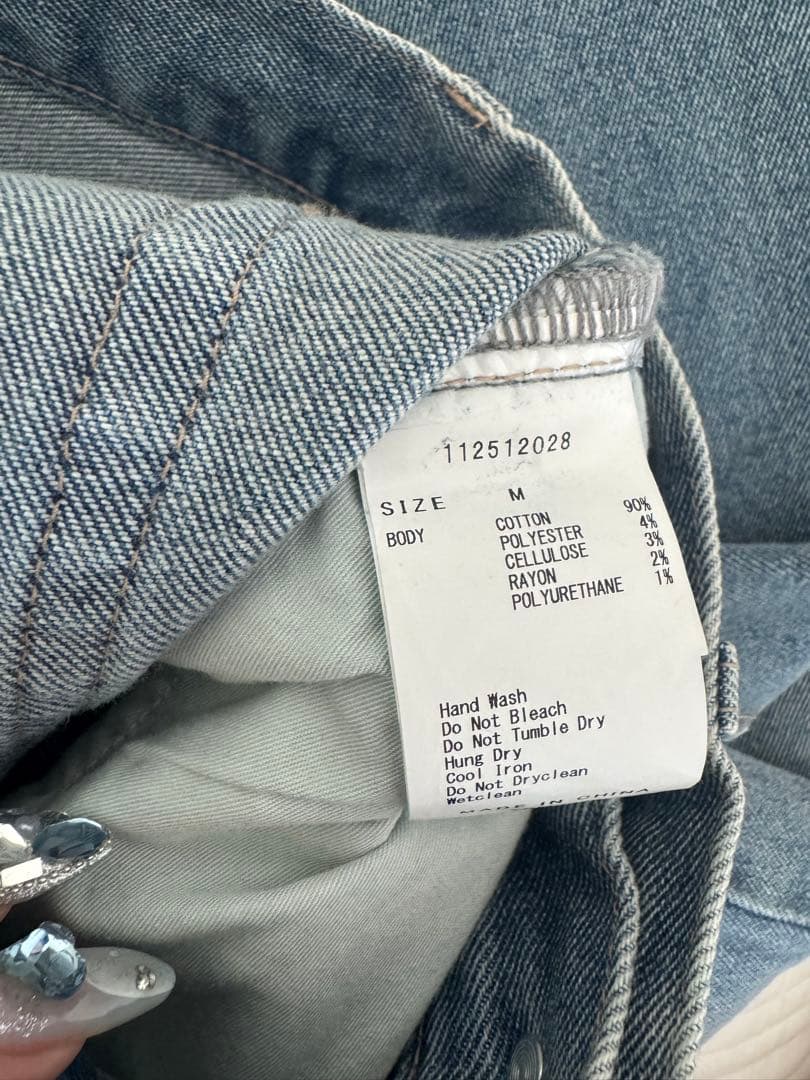 112512028
SIZE M
BODY COTTON 90%
POLYESTER 4%
CELLULOSE 3%
RAYON 2%
POLYURETHANE 1%
Hand Wash
Do Not Bleach
Do Not Tumble Dry
Hung Dry
Cool Iron
Do Not Dryclean
Wetclean
MADE IN CHINA